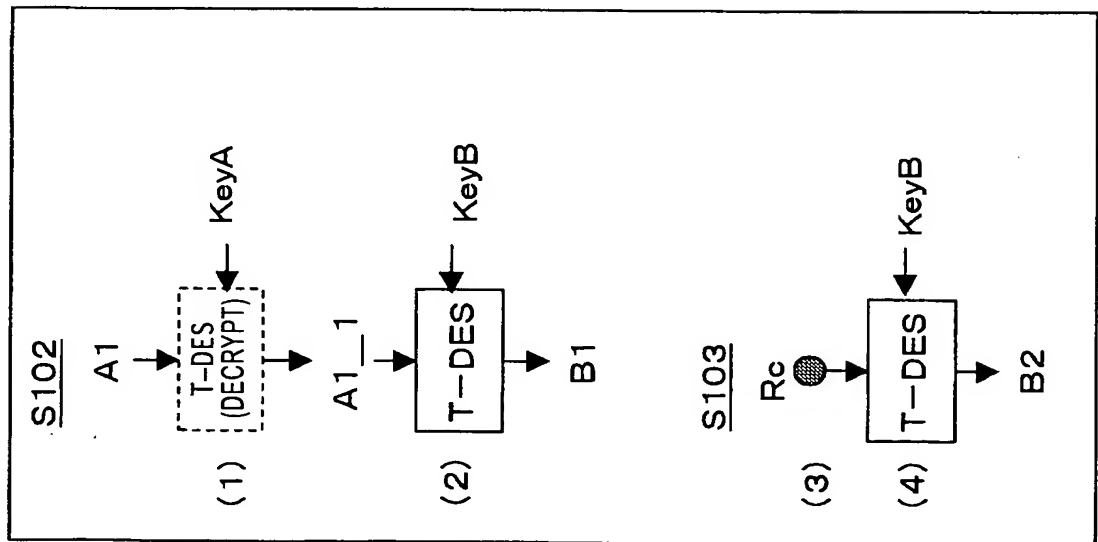 S102
A1
(1) T-DES
(DECRYPT)
KeyA
A1_1
(2) T-DES KeyB
B1
S103
(3) Rc
(4) T-DES KeyB
B2